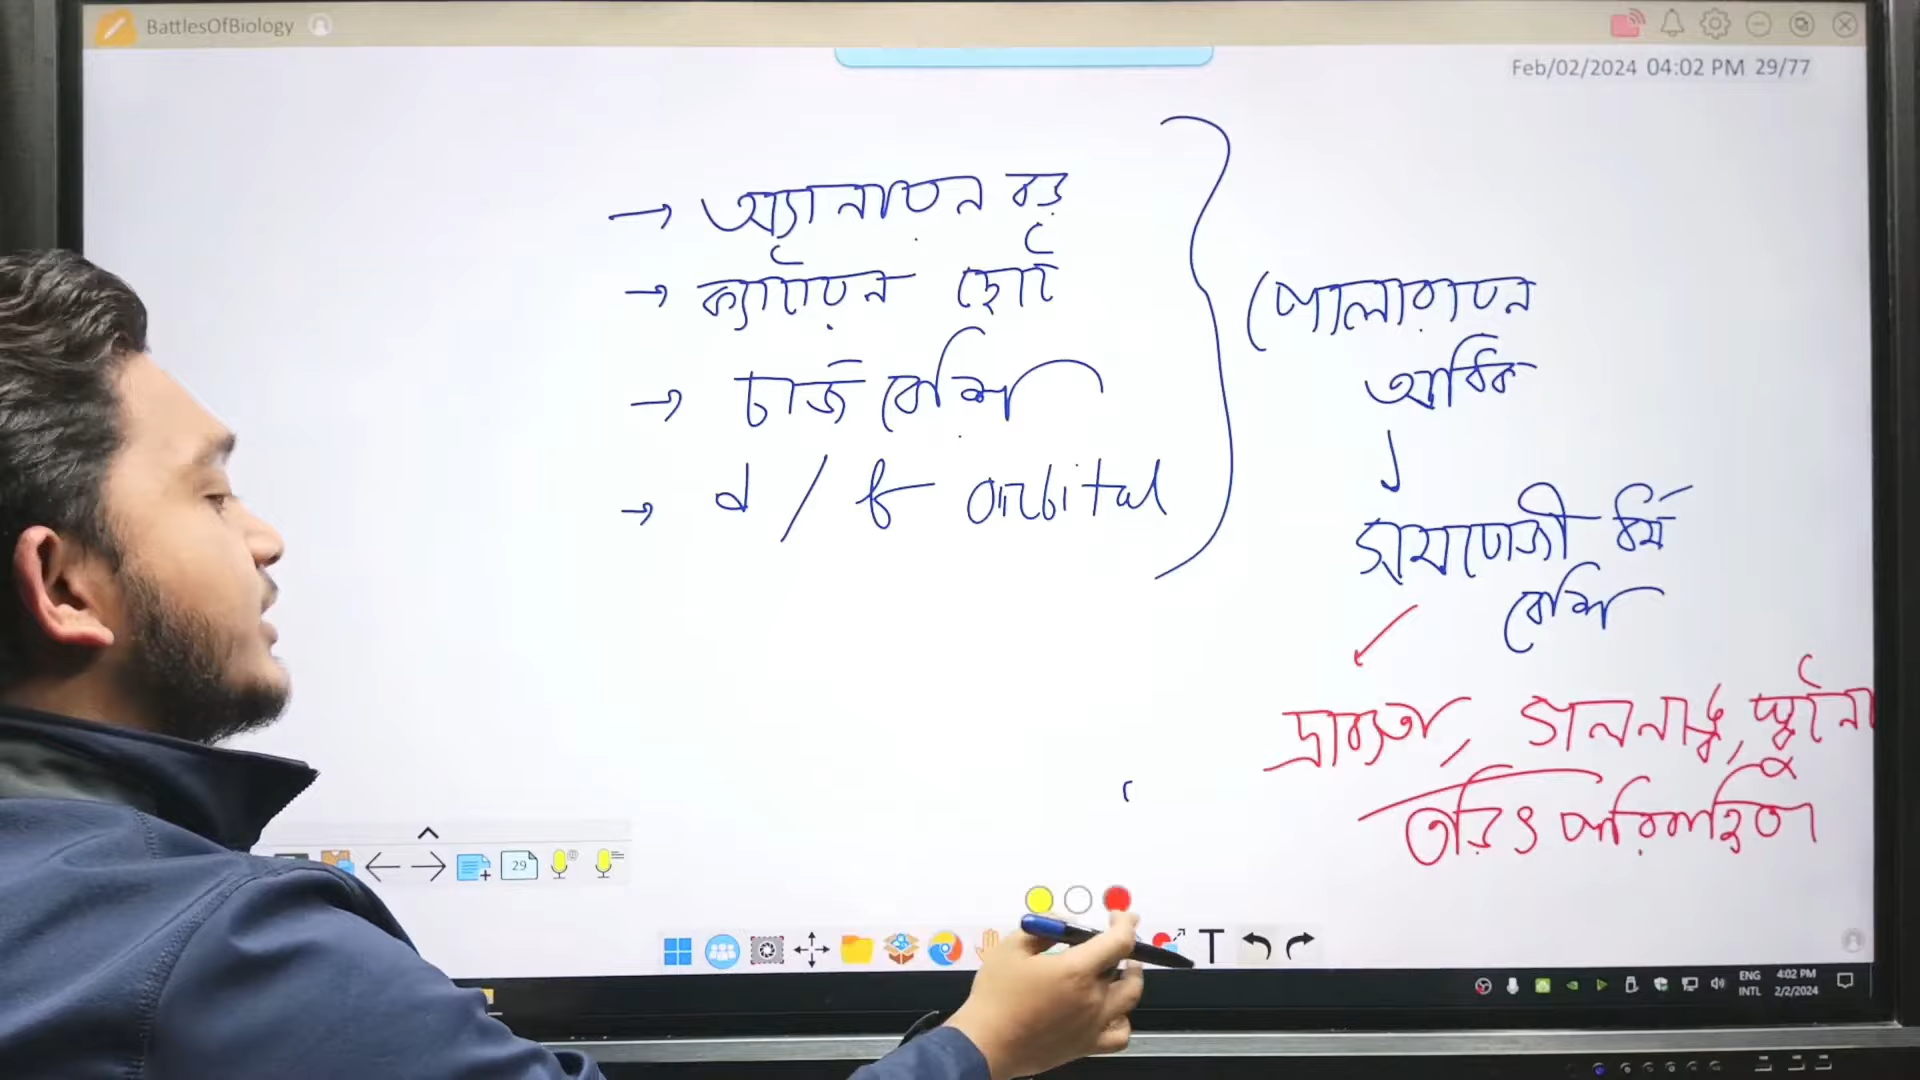 BattlesOfBiology
Feb/02/2024 04:02 PM 29/77
→ অ্যানায়ন বড়
→ ক্যাটায়ন ছোট
→ চার্জ বেশি
→ d / f orbital
পোলারায়ন
অধিক
↓
সমযোজী ধর্ম
বেশি
দ্রাব্যতা, গলনাঙ্ক, স্ফুটনা
তড়িৎ পরিবাহিতা
29
T
ENG
INTL
4:02 PM
2/2/2024